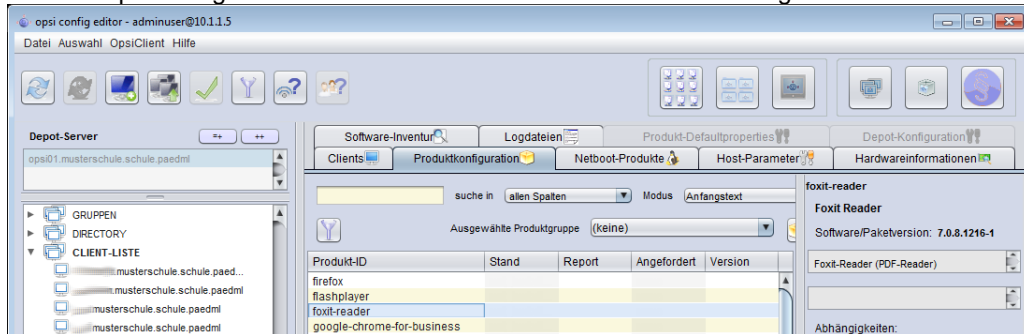 opsi config editor - adminuser@10.1.1.5
Datei Auswahl OpsiClient Hilfe
Depot-Server
=+ ++
opsi01.musterschule.schule.paedml
GRUPPEN
DIRECTORY
CLIENT-LISTE
.musterschule.schule.paed...
.musterschule.schule.paedml
musterschule.schule.paedml
musterschule.schule.paedml
Software-Inventur Logdateien Produkt-Defaultproperties Depot-Konfiguration
Clients Produktkonfiguration Netboot-Produkte Host-Parameter Hardwareinformationen
suche in (allen Spalten) Modus Anfangstext
Ausgewählte Produktgruppe (keine)
Produkt-ID Stand Report Angefordert Version
firefox
flashplayer
foxit-reader
google-chrome-for-business
foxit-reader
Foxit Reader
Software/Paketversion: 7.0.8.1216-1
Foxit-Reader (PDF-Reader)
Abhängigkeiten: